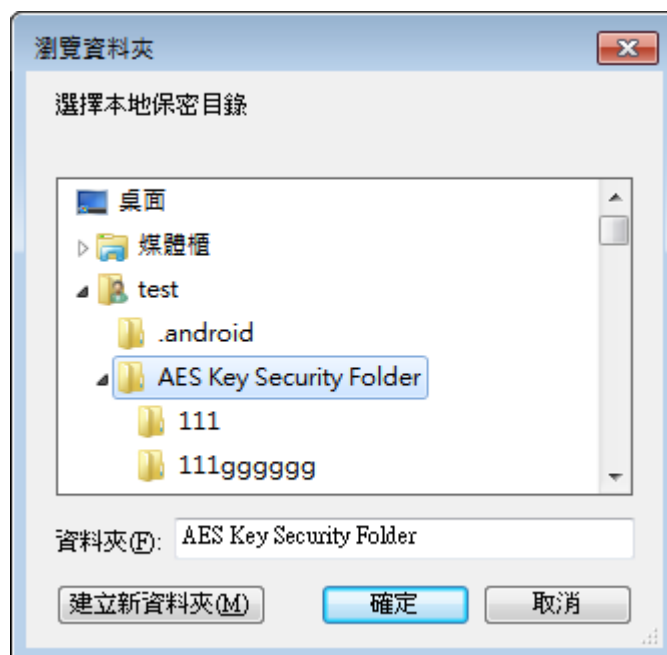 瀏覽資料夾
選擇本地保密目錄
桌面
媒體櫃
test
.android
AES Key Security Folder
111
111gggggg
資料夾(F): AES Key Security Folder
建立新資料夾(M) 確定 取消